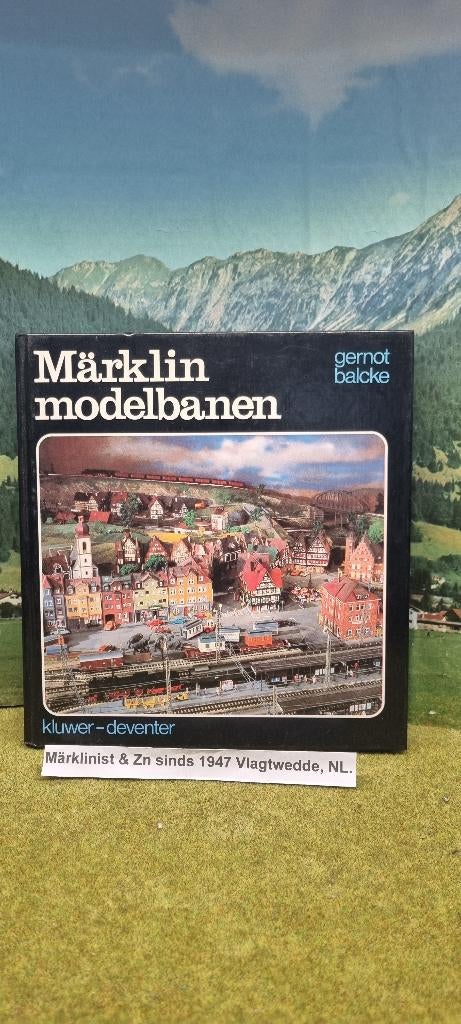 Märklin
modelbanen
gernot
balcke
kluwer-deventer
Märklinist & Zn sinds 1947 Vlagtwedde, NL.